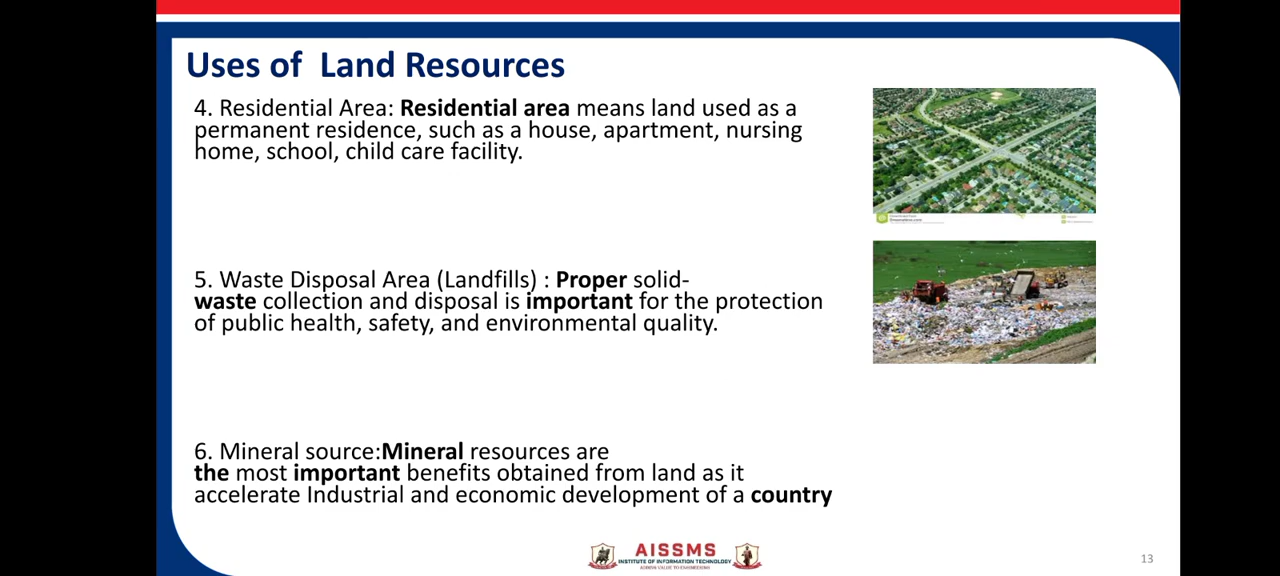 Uses of  Land Resources
4. Residential Area: Residential area means land used as a
permanent residence, such as a house, apartment, nursing
home, school, child care facility.
5. Waste Disposal Area (Landfills) : Proper solid-
waste collection and disposal is important for the protection
of public health, safety, and environmental quality.
6. Mineral source:Mineral resources are
the most important benefits obtained from land as it
accelerate Industrial and economic development of a country
AISSMS
INSTITUTE OF INFORMATION TECHNOLOGY
ADDING VALUE TO ENGINEERING
13